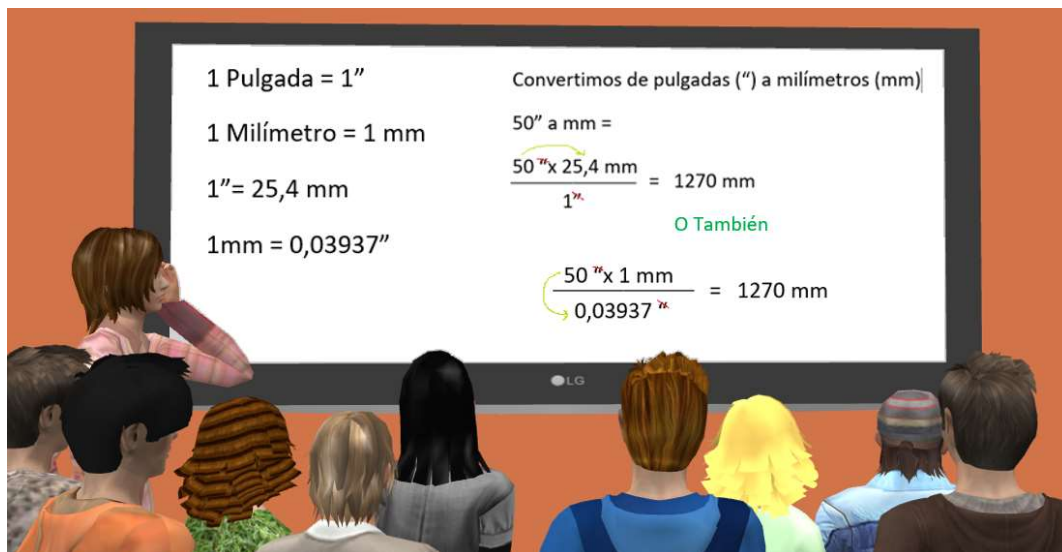 1 Pulgada = 1”
1 Milímetro = 1 mm
1”= 25,4 mm
1mm = 0,03937”
Convertimos de pulgadas (“) a milímetros (mm)
50” a mm =
50 ”x 25,4 mm
1”
= 1270 mm
O También
50 ”x 1 mm
0,03937 ”
= 1270 mm
LG